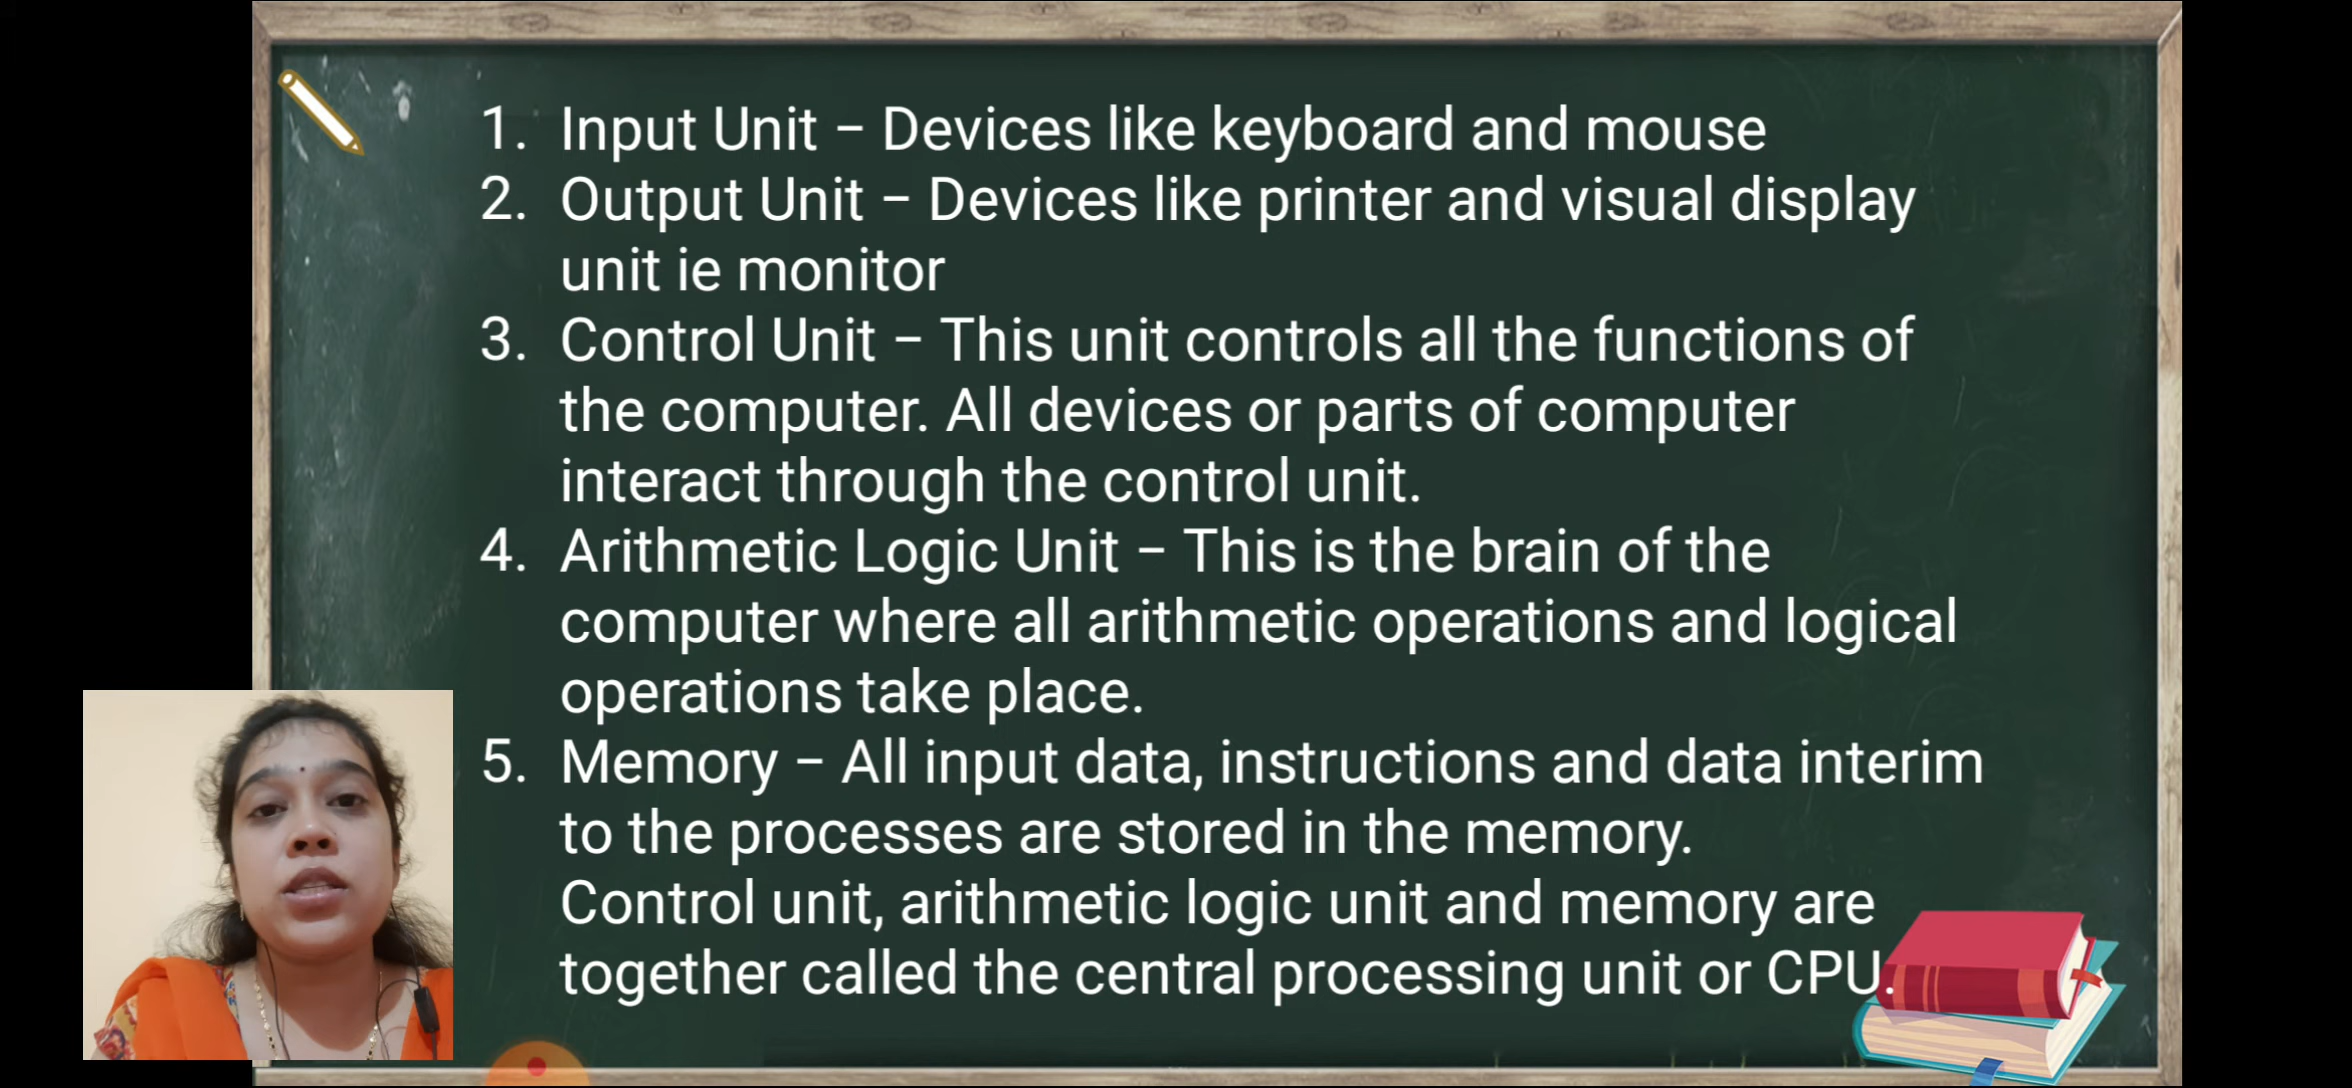 1. Input Unit – Devices like keyboard and mouse
2. Output Unit – Devices like printer and visual display
unit ie monitor
3. Control Unit – This unit controls all the functions of
the computer. All devices or parts of computer
interact through the control unit.
4. Arithmetic Logic Unit – This is the brain of the
computer where all arithmetic operations and logical
operations take place.
5. Memory – All input data, instructions and data interim
to the processes are stored in the memory.
Control unit, arithmetic logic unit and memory are
together called the central processing unit or CPU.